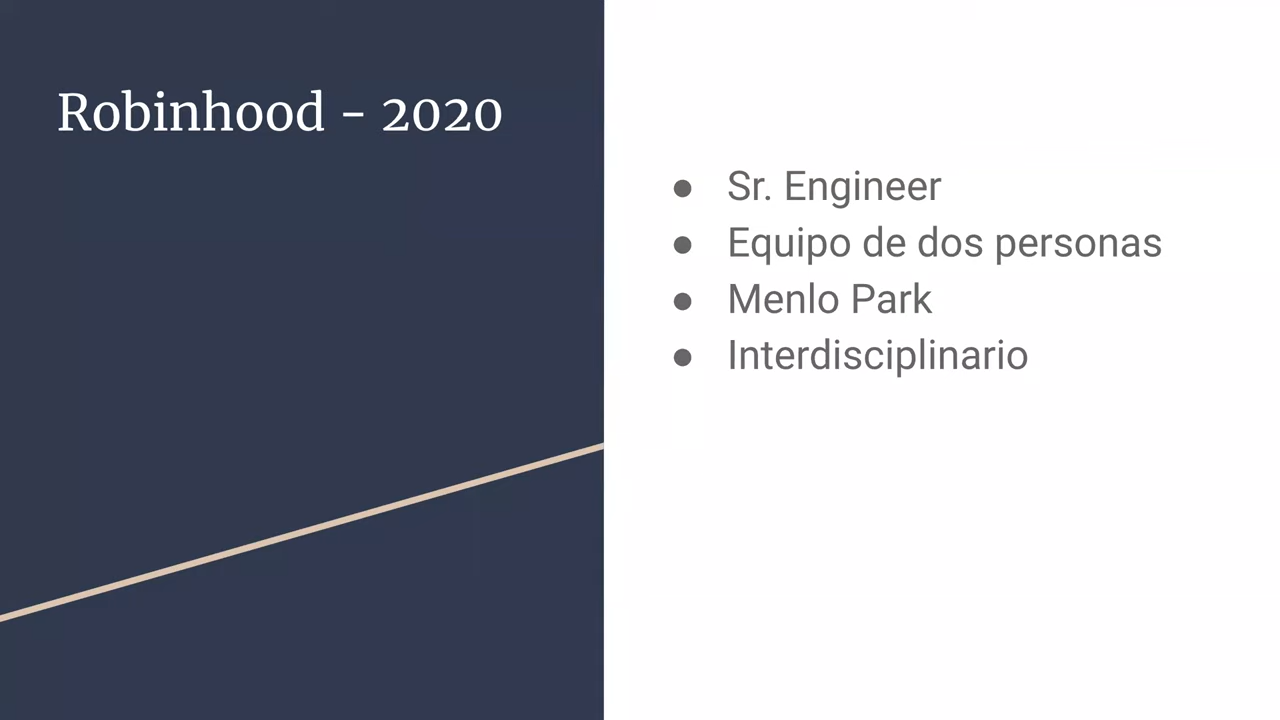 Robinhood - 2020
● Sr. Engineer
● Equipo de dos personas
● Menlo Park
● Interdisciplinario